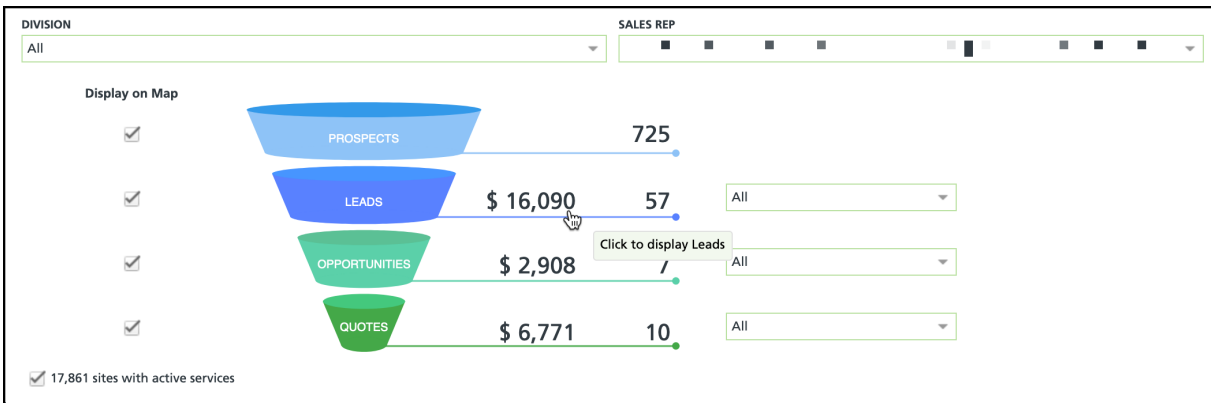 DIVISION
SALES REP
All
Display on Map
PROSPECTS
725
LEADS
$ 16,090
57
All
Click to display Leads
OPPORTUNITIES
$ 2,908
7
All
QUOTES
$ 6,771
10
All
17,861 sites with active services